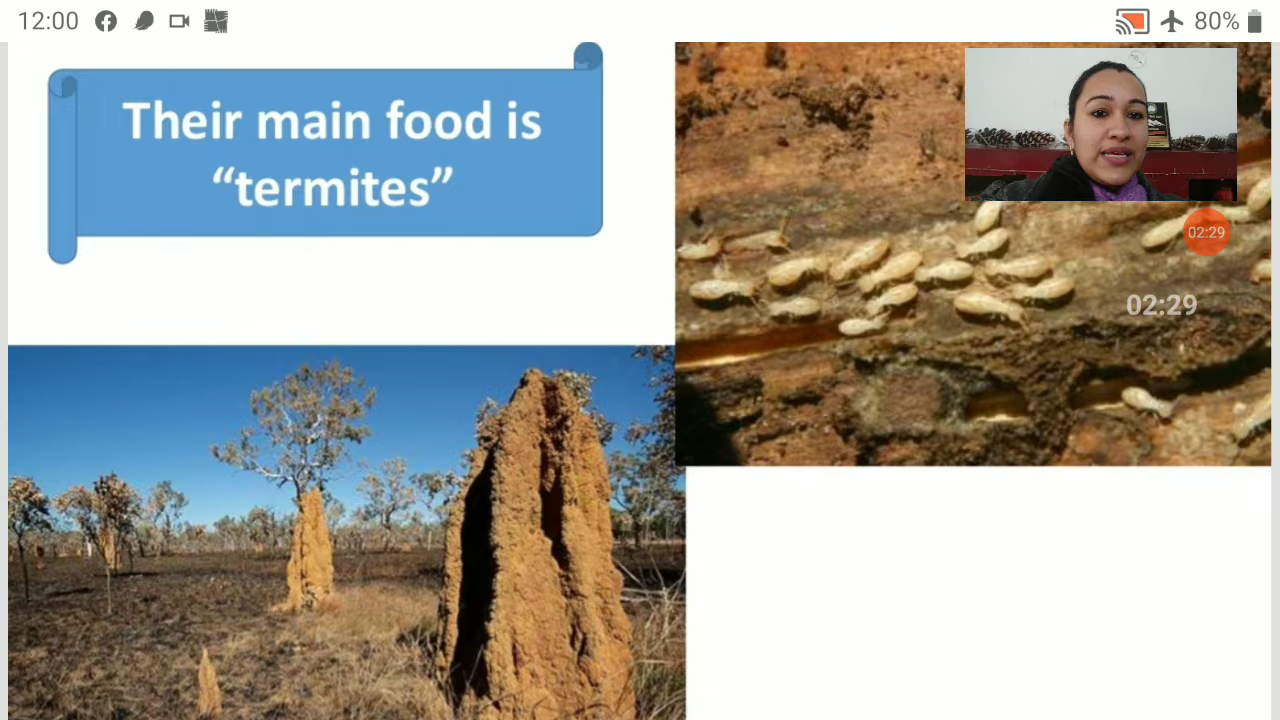 12:00
80%
Their main food is
“termites”
02:29
02:29